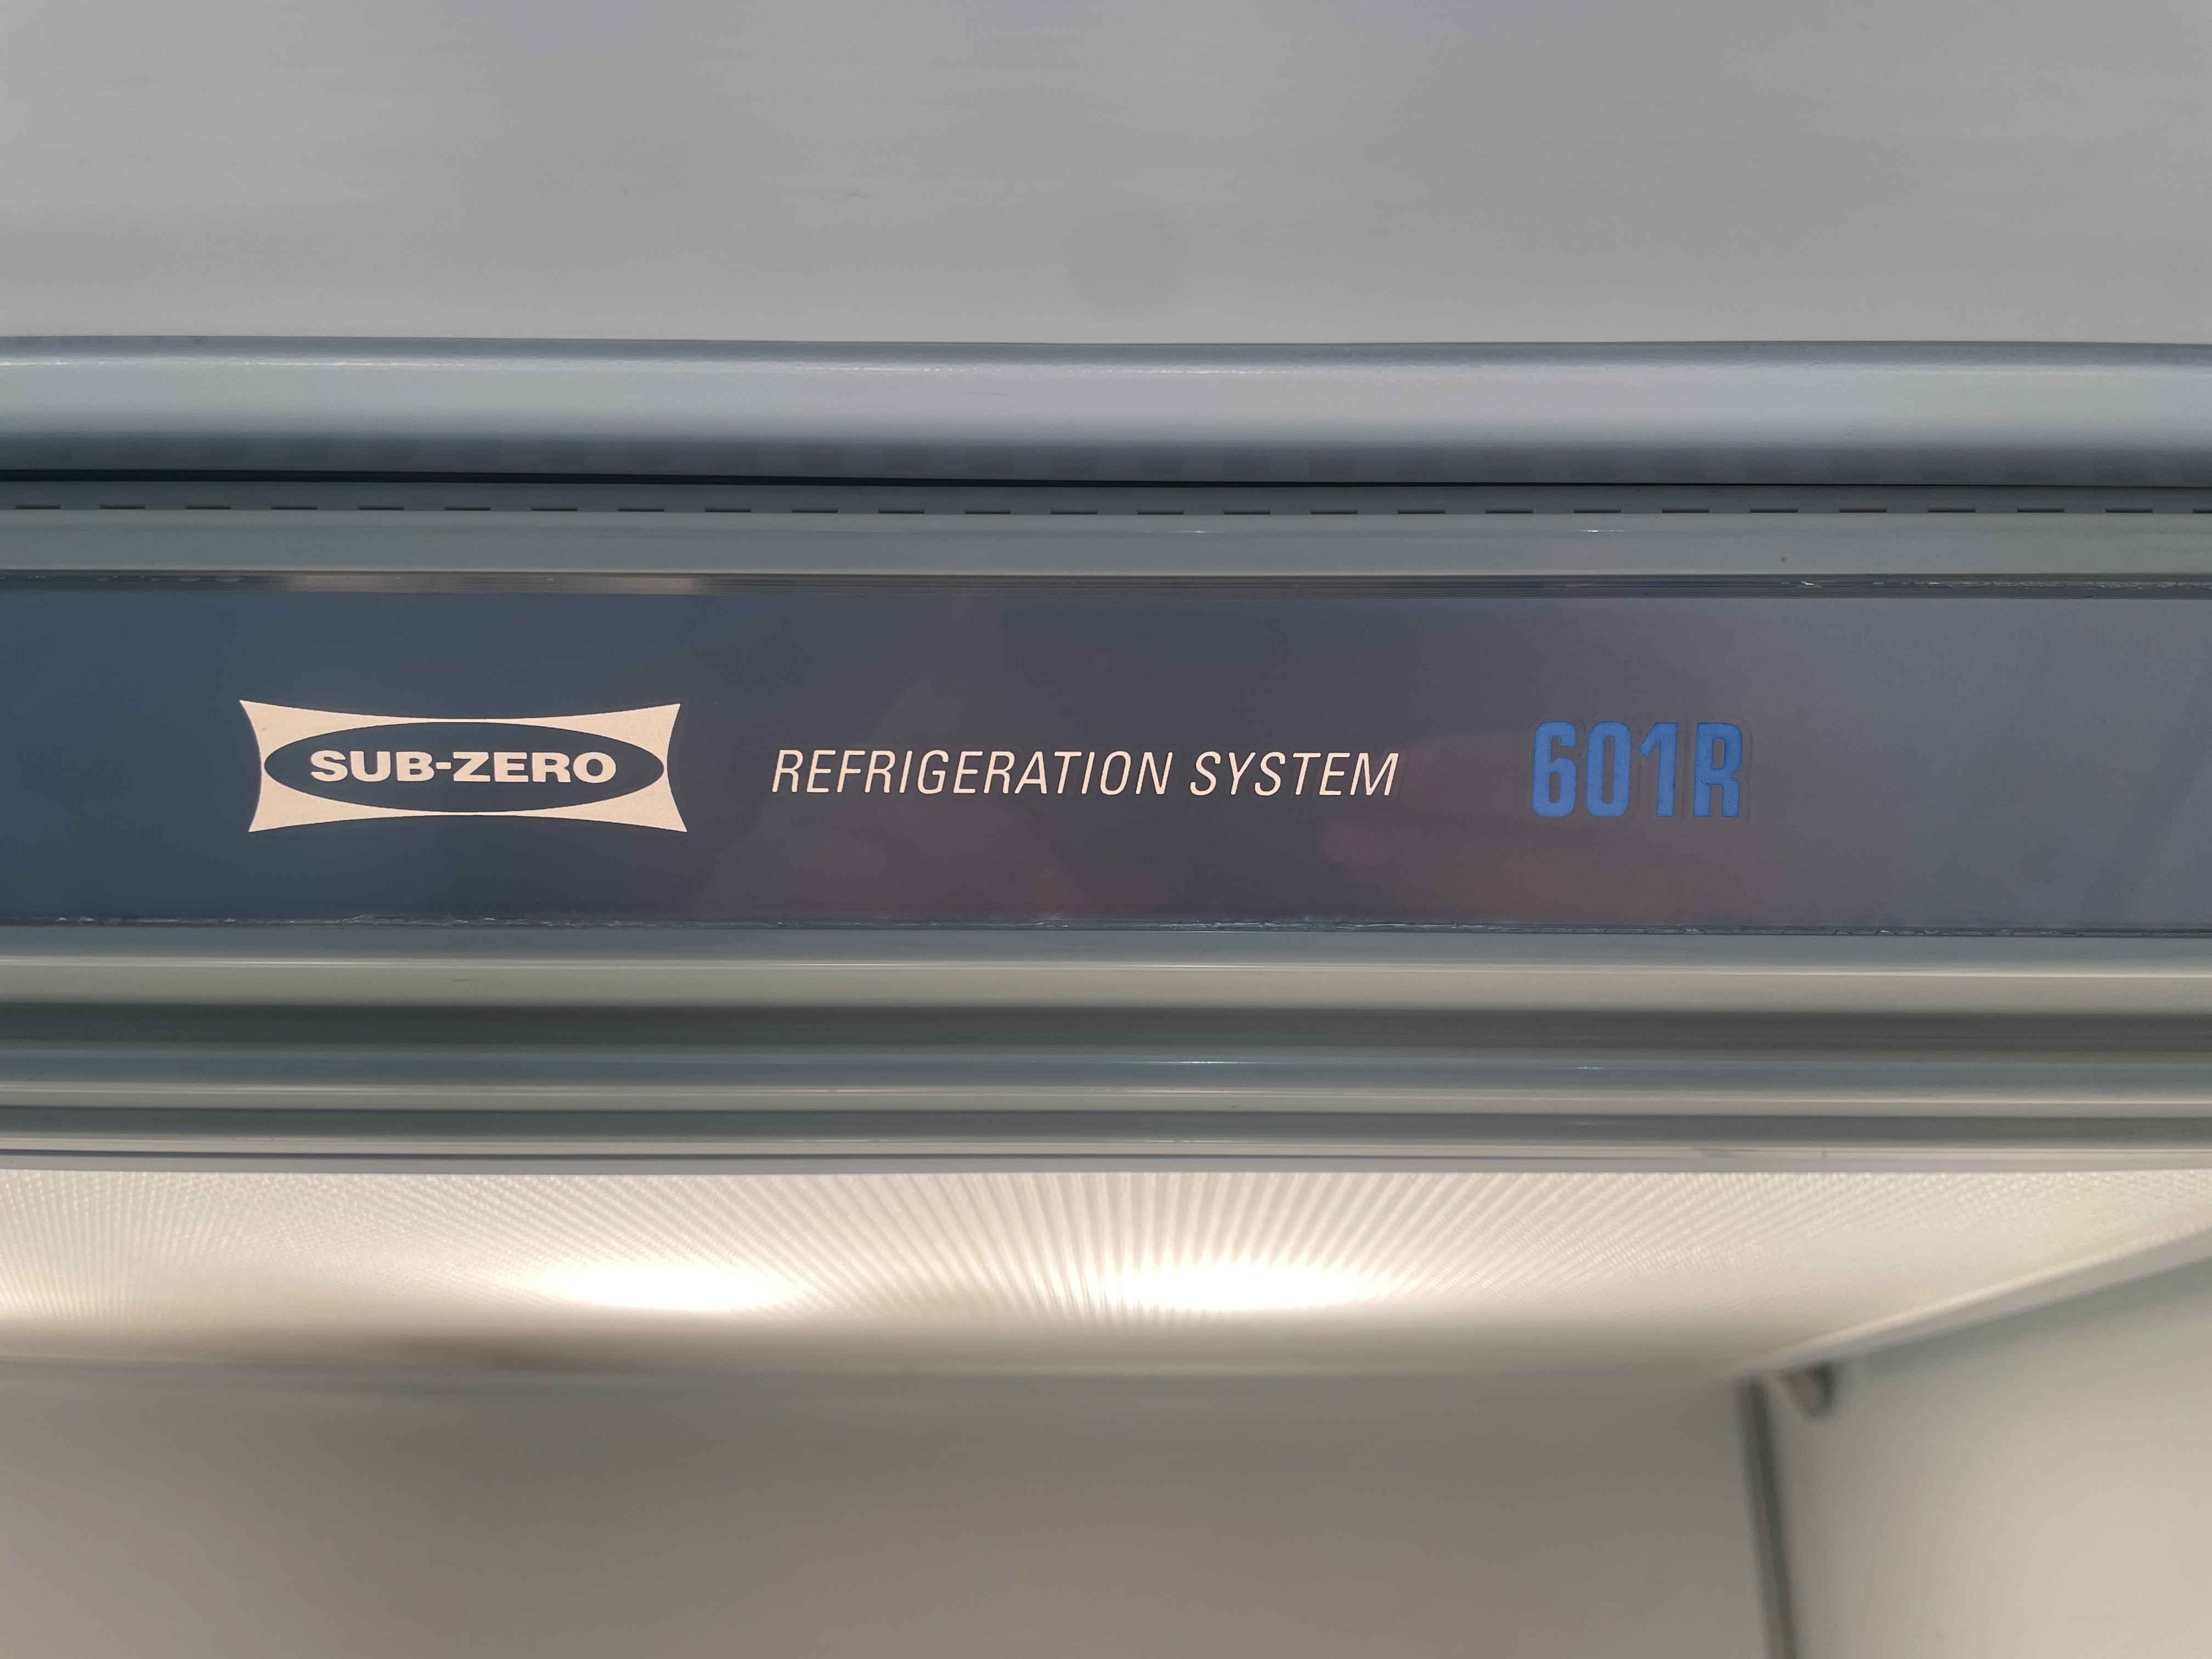 SUB-ZERO REFRIGERATION SYSTEM 601R